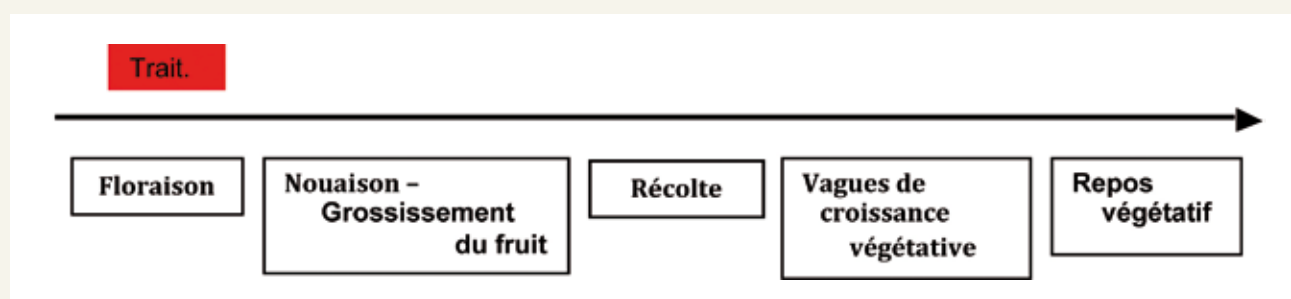 Trait.
Floraison
Nouaison –
Grossissement
du fruit
Récolte
Vagues de
croissance
végétative
Repos
végétatif